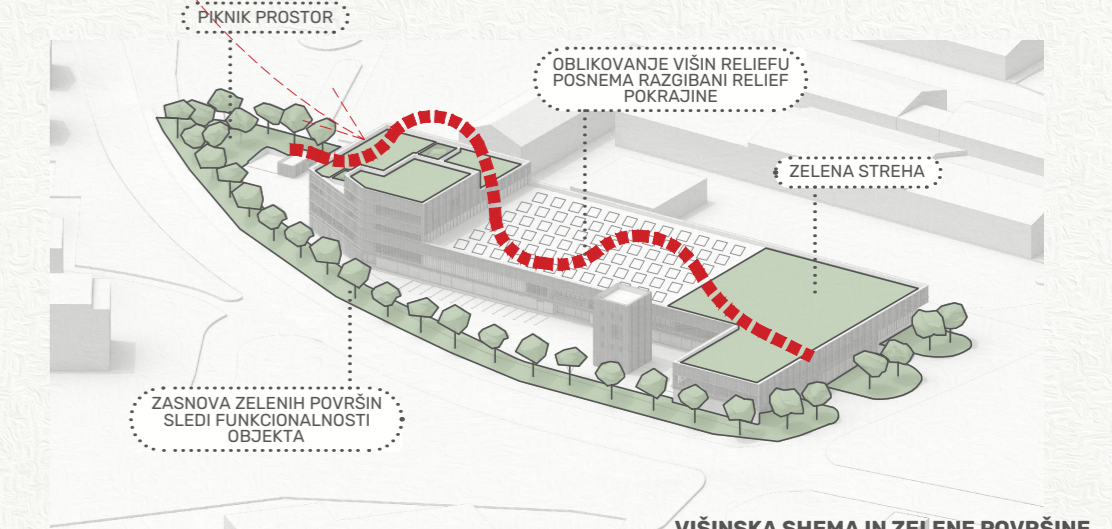 PIKNIK PROSTOR
OBLIKOVANJE VIŠIN RELIEFU
POSNEMA RAZGIBANI RELIEF
POKRAJINE
ZELENA STREHA
ZASNOVA ZELENIH POVRŠIN
SLEDI FUNKCIONALNOSTI
OBJEKTA
VIŠINSKA SHEMA IN ZELENE POVRŠINE